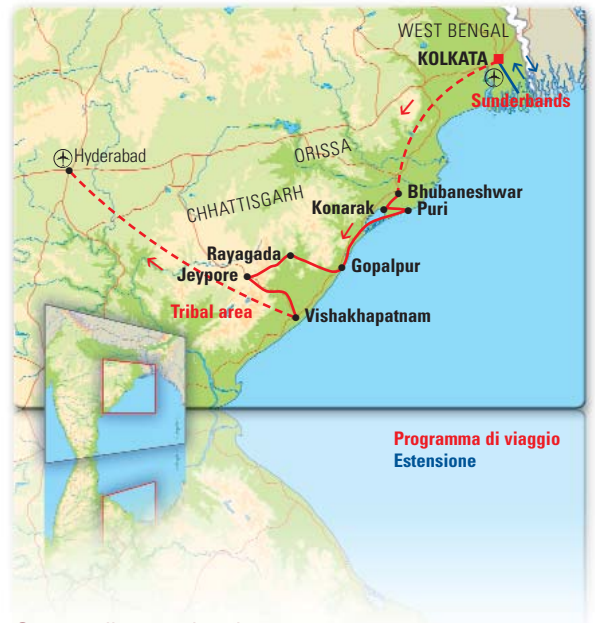 WEST BENGAL
KOLKATA
Sunderbands
Hyderabad
ORISSA
CHHATTISGARH
Bhubaneshwar
Konarak
Puri
Rayagada
Gopalpur
Jeypore
Tribal area
Vishakhapatnam
Programma di viaggio
Estensione